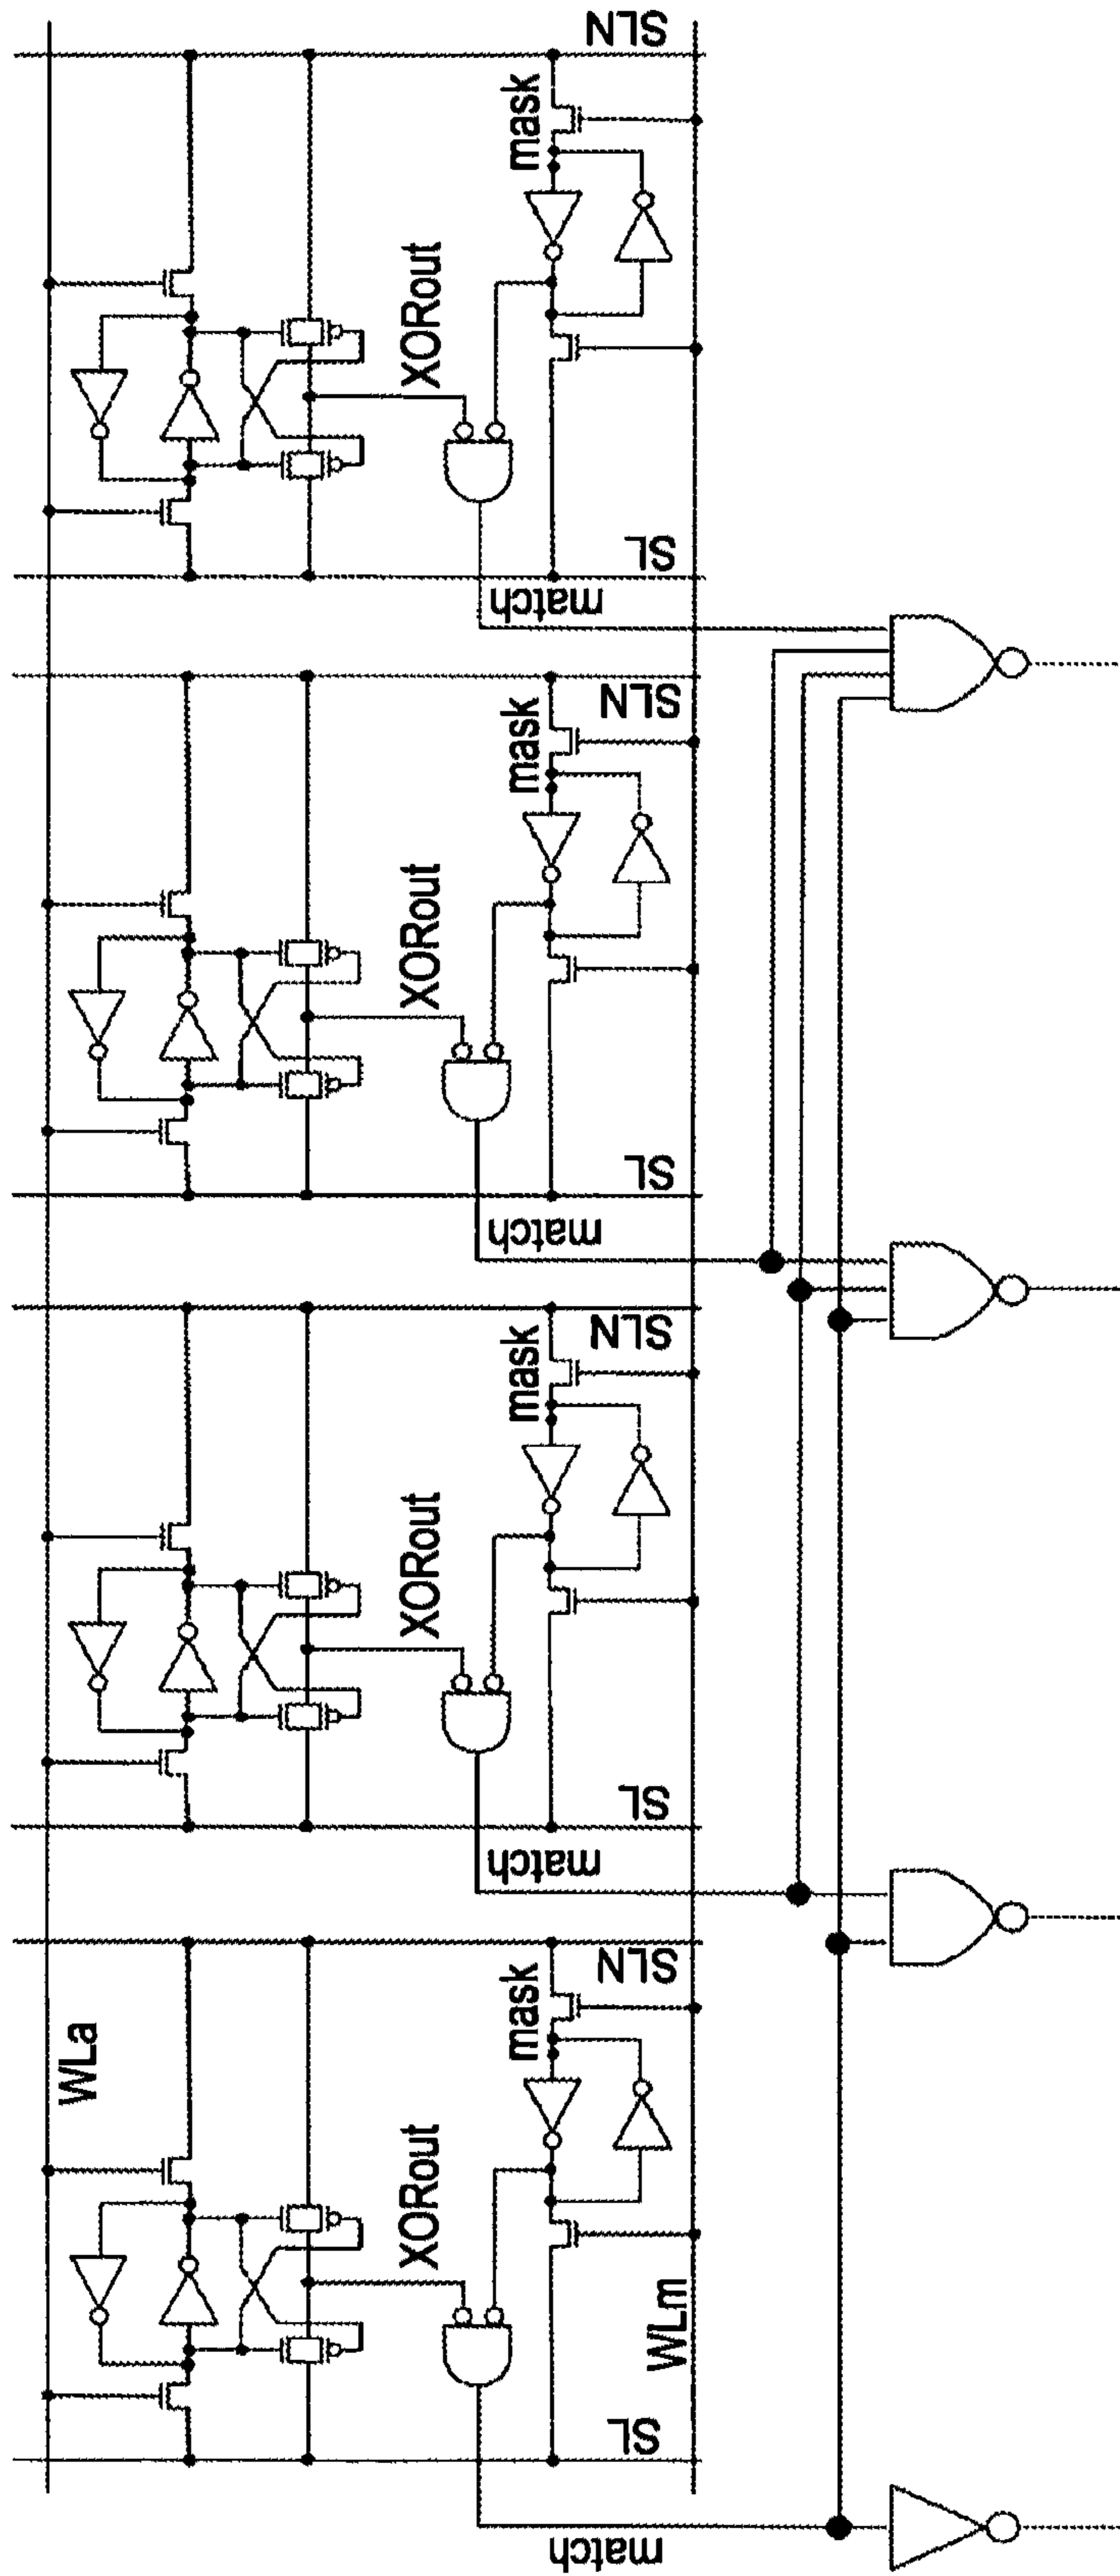 WLa
SL
SLN
mask
XORout
match
WLm
SL
SLN
mask
XORout
match
SL
SLN
mask
XORout
match
SL
SLN
mask
XORout
match